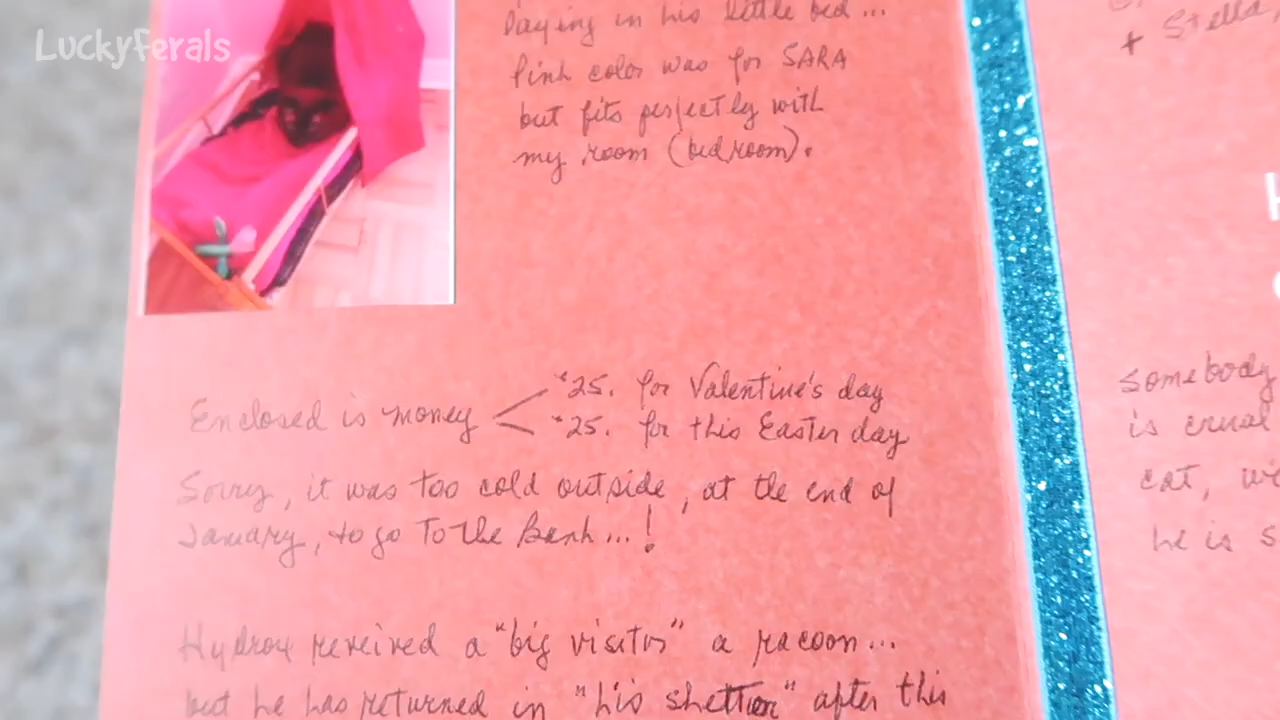 LuckyFerals
laying in his little bed...
Pink color was for SARA
but fits perfectly with
my room (bedroom).
Enclosed is money
$25. for Valentine's day
$25. for this Easter day
Sorry, it was too cold outside, at the end of
January, to go To the Bank...!
Hydrox reveived a "big visitor" a racoon...
but he has returned in "his shelter" after this
+ Stella,
somebody
is crual
cat, wi
he is s